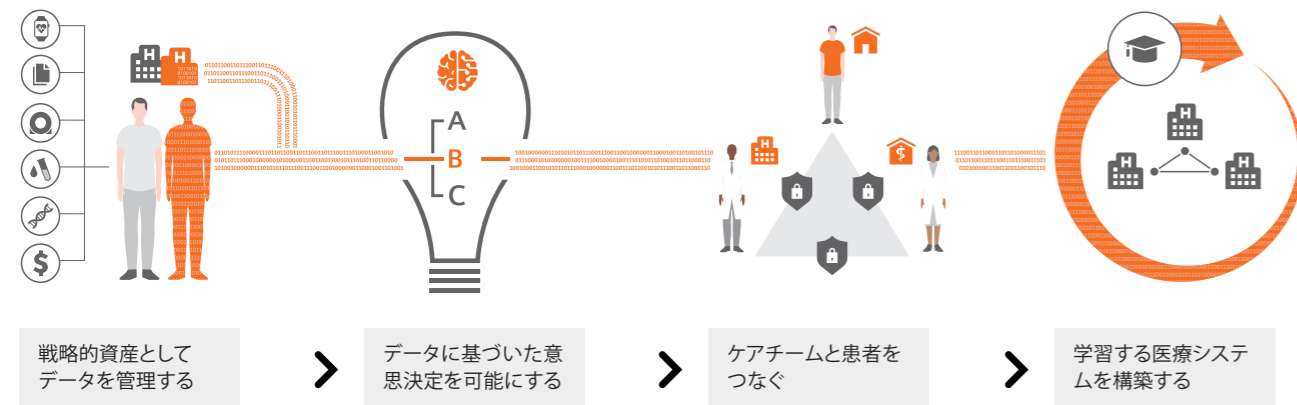 H
H
$
A
B
C
H
$
H
H
H
戦略的資産として
データを管理する
データに基づいた意
思決定を可能にする
ケアチームと患者を
つなぐ
学習する医療システ
ムを構築する